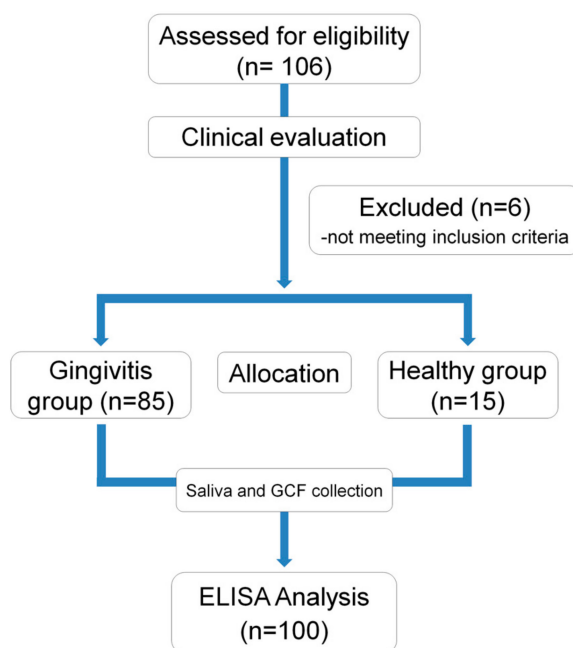 Assessed for eligibility
(n= 106)
Clinical evaluation
Excluded (n=6)
-not meeting inclusion criteria
Gingivitis
group (n=85)
Allocation
Healthy group
(n=15)
Saliva and GCF collection
ELISA Analysis
(n=100)